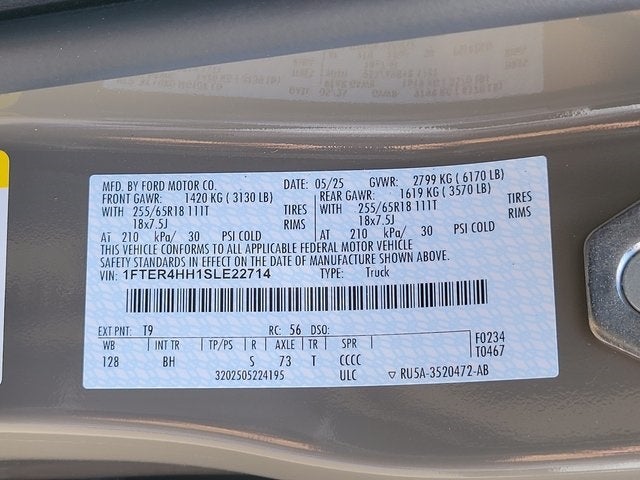 MFD. BY FORD MOTOR CO. DATE: 05/25 GVWR: 2799 KG ( 6170 LB)
FRONT GAWR: 1420 KG ( 3130 LB) REAR GAWR: 1619 KG ( 3570 LB)
WITH 255/65R18 111T TIRES WITH 255/65R18 111T TIRES
18x7.5J RIMS 18x7.5J RIMS
AT 210 kPa/ 30 PSI COLD AT 210 kPa/ 30 PSI COLD
THIS VEHICLE CONFORMS TO ALL APPLICABLE FEDERAL MOTOR VEHICLE
SAFETY STANDARDS IN EFFECT ON THE DATE OF MANUFACTURE SHOWN ABOVE.
VIN: 1FTER4HH1SLE22714 TYPE: Truck
EXT PNT: T9 RC: 56 DSO:
WB INT TR TP/PS R AXLE TR SPR F0234
128 BH S 73 T CCCC T0467
3202505224195 ULC ▽ RU5A-3520472-AB